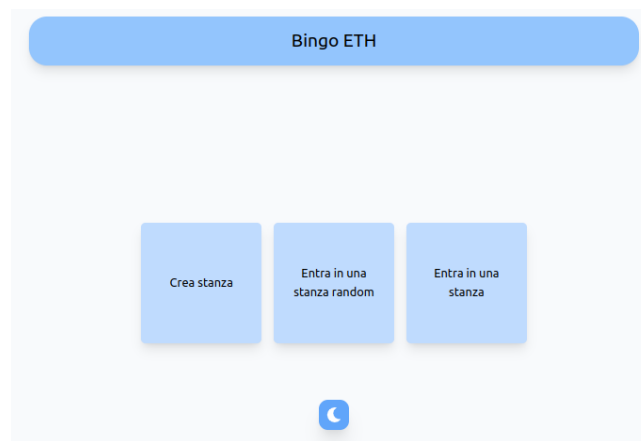 Bingo ETH
Crea stanza
Entra in una
stanza random
Entra in una
stanza